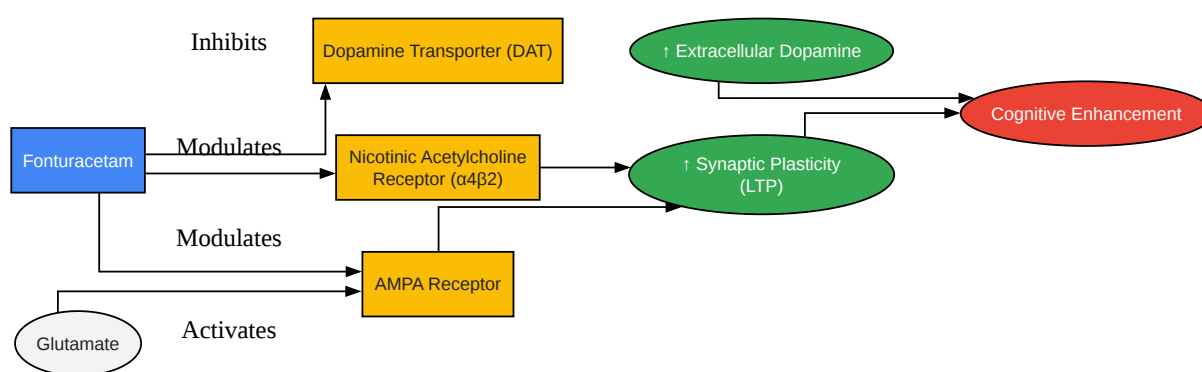 Inhibits
Dopamine Transporter (DAT)
↑ Extracellular Dopamine
Cognitive Enhancement
Fonturacetam
Modulates
Nicotinic Acetylcholine
Receptor (α4β2)
↑ Synaptic Plasticity
(LTP)
Modulates
AMPA Receptor
Activates
Glutamate